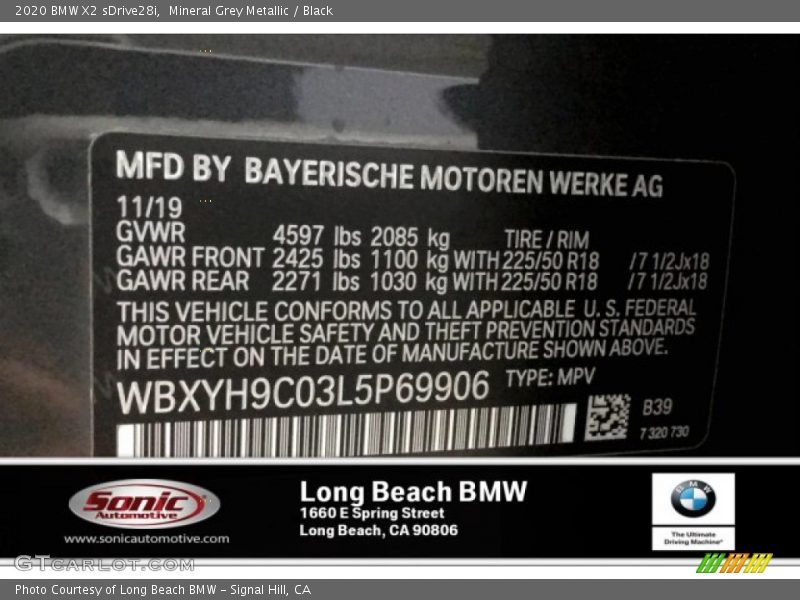 2020 BMW X2 sDrive28i,  Mineral Grey Metallic / Black
MFD BY BAYERISCHE MOTOREN WERKE AG
11/19
GVWR 4597 lbs 2085 kg TIRE / RIM
GAWR FRONT 2425 lbs 1100 kg WITH 225/50 R18 /7 1/2Jx18
GAWR REAR 2271 lbs 1030 kg WITH 225/50 R18 /7 1/2Jx18
THIS VEHICLE CONFORMS TO ALL APPLICABLE U. S. FEDERAL
MOTOR VEHICLE SAFETY AND THEFT PREVENTION STANDARDS
IN EFFECT ON THE DATE OF MANUFACTURE SHOWN ABOVE.
WBXYH9C03L5P69906 TYPE: MPV
B39
7 320 730
Sonic
Automotive
www.sonicautomotive.com
Long Beach BMW
1660 E Spring Street
Long Beach, CA 90806
BMW
The Ultimate
Driving Machine®
GTcarlot.com
Photo Courtesy of Long Beach BMW – Signal Hill, CA